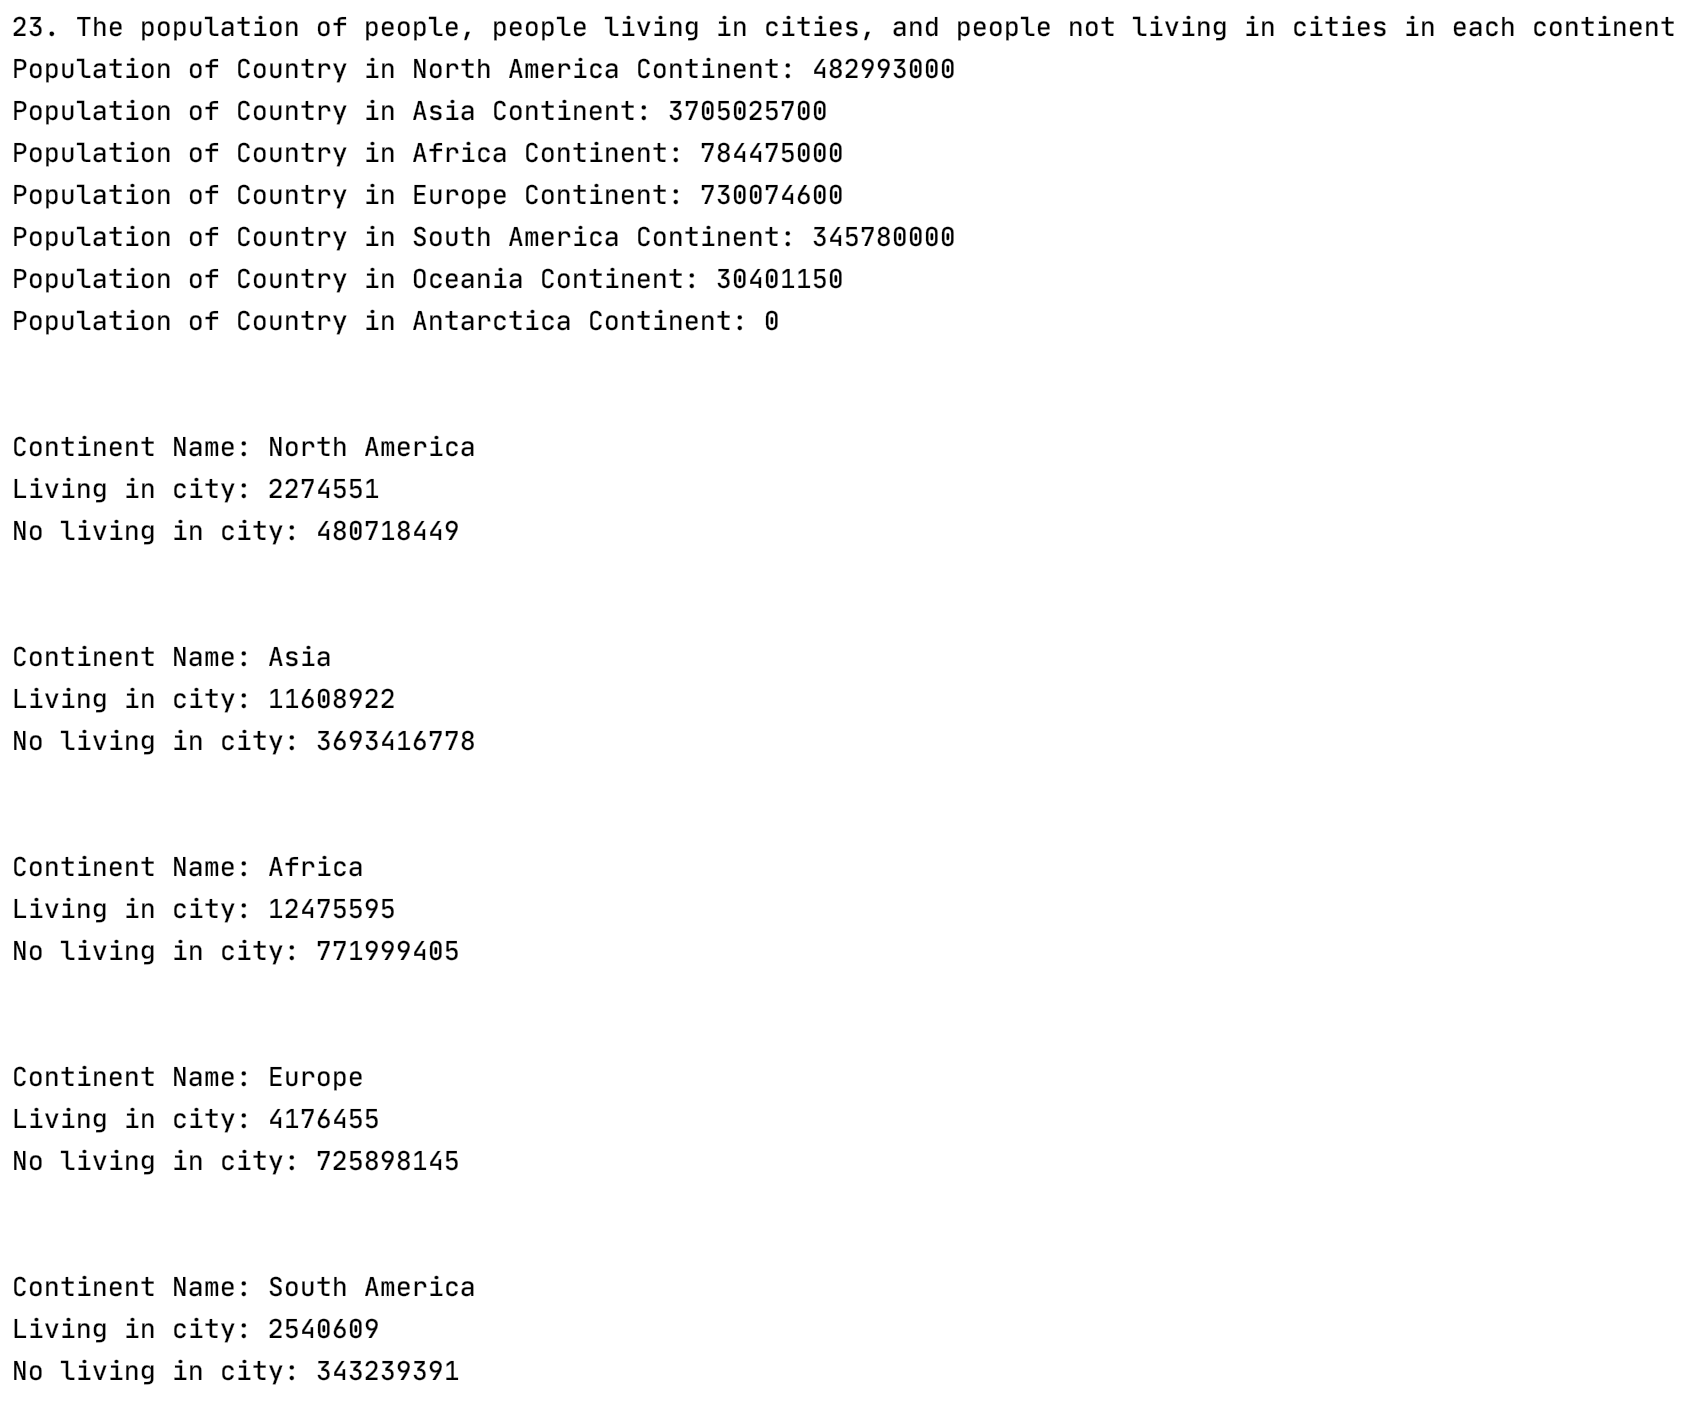 23. The population of people, people living in cities, and people not living in cities in each continent
Population of Country in North America Continent: 482993000
Population of Country in Asia Continent: 3705025700
Population of Country in Africa Continent: 784475000
Population of Country in Europe Continent: 730074600
Population of Country in South America Continent: 345780000
Population of Country in Oceania Continent: 30401150
Population of Country in Antarctica Continent: 0
Continent Name: North America
Living in city: 2274551
No living in city: 480718449
Continent Name: Asia
Living in city: 11608922
No living in city: 3693416778
Continent Name: Africa
Living in city: 12475595
No living in city: 771999405
Continent Name: Europe
Living in city: 4176455
No living in city: 725898145
Continent Name: South America
Living in city: 2540609
No living in city: 343239391